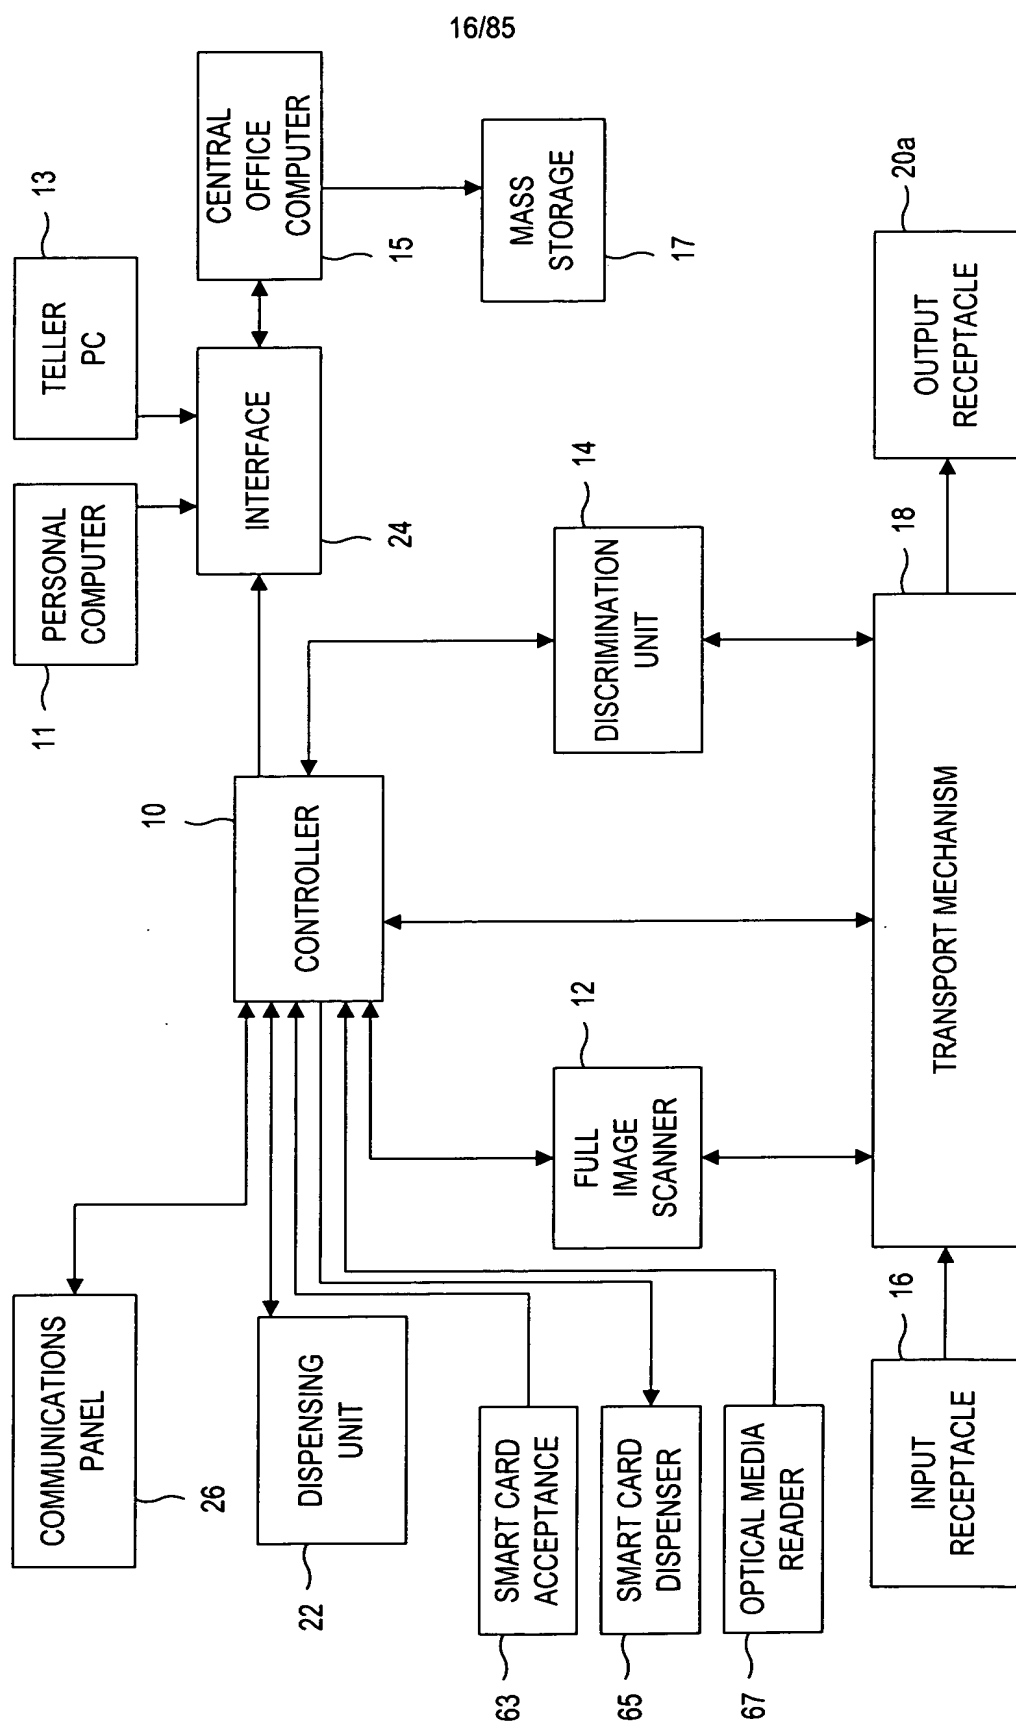 16/85
COMMUNICATIONS
PANEL
26
DISPENSING
UNIT
22
SMART CARD
ACCEPTANCE
63
SMART CARD
DISPENSER
65
OPTICAL MEDIA
READER
67
CONTROLLER
10
PERSONAL
COMPUTER
11
TELLER
PC
13
INTERFACE
24
CENTRAL
OFFICE
COMPUTER
15
MASS
STORAGE
17
FULL
IMAGE
SCANNER
12
DISCRIMINATION
UNIT
14
INPUT
RECEPTACLE
16
TRANSPORT MECHANISM
18
OUTPUT
RECEPTACLE
20a